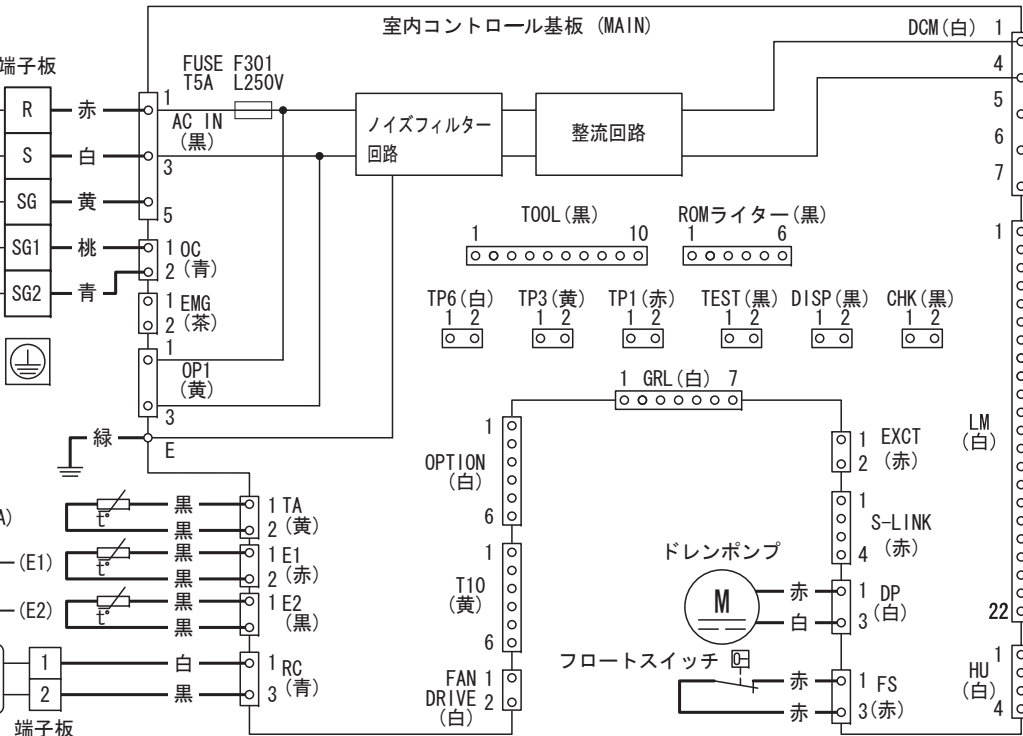 室内コントロール基板 (MAIN)
DCM(白) 1
4
5
6
7
端子板
R 赤
S 白
SG 黄
SG1 桃
SG2 青
FUSE F301
T5A L250V
1
AC IN
(黒)
3
5
1 OC
2 (青)
1 EMG
2 (茶)
1
OP1
(黄)
3
緑
E
ノイズフィルター
回路
整流回路
TOOL(黒)
1 10
ROMライター(黒)
1 6
TP6(白) TP3(黄) TP1(赤) TEST(黒) DISP(黒) CHK(黒)
1 2 1 2 1 2 1 2 1 2 1 2
1 GRL(白) 7
1
OPTION
(白)
6
1
T10
(黄)
6
FAN 1
DRIVE 2
(白)
1 EXCT
2 (赤)
1
S-LINK
(赤)
4
ドレンポンプ
M
赤 1 DP
白 3 (白)
フロートスイッチ
赤 1 FS
赤 3(赤)
1
LM
(白)
22
1
HU
(白)
4
A)
t° 黒 1 TA
黒 2 (黄)
(E1)
t° 黒 1 E1
黒 2 (赤)
(E2)
t° 黒 1 E2
黒 (黒)
1 白 1 RC
2 黒 3 (青)
端子板